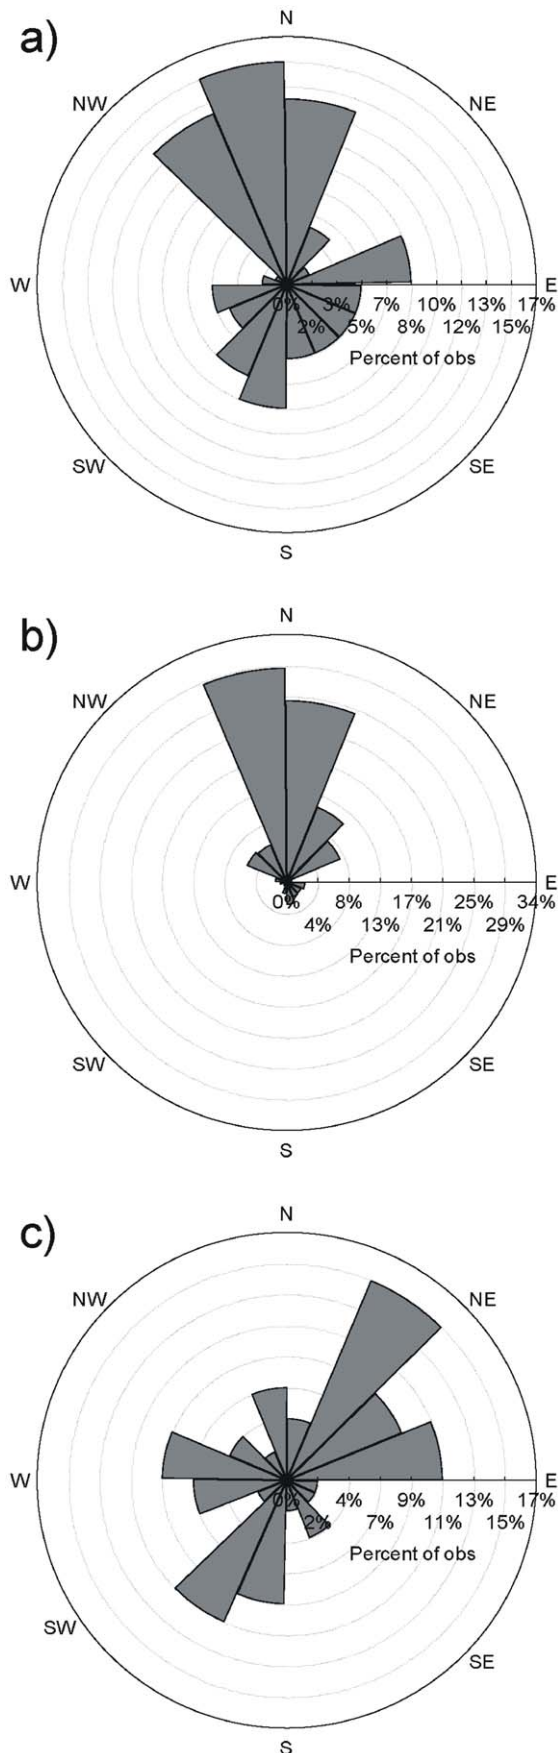 a)
N
NW
NE
W
E
0% 3% 7% 10% 13% 17%
2% 5% 8% 12% 15%
Percent of obs
SW
SE
S
b)
N
NW
NE
W
E
0% 8% 17% 25% 34%
4% 13% 21% 29%
Percent of obs
SW
SE
S
c)
N
NW
NE
W
E
0% 4% 9% 13% 17%
2% 7% 11% 15%
Percent of obs
SW
SE
S